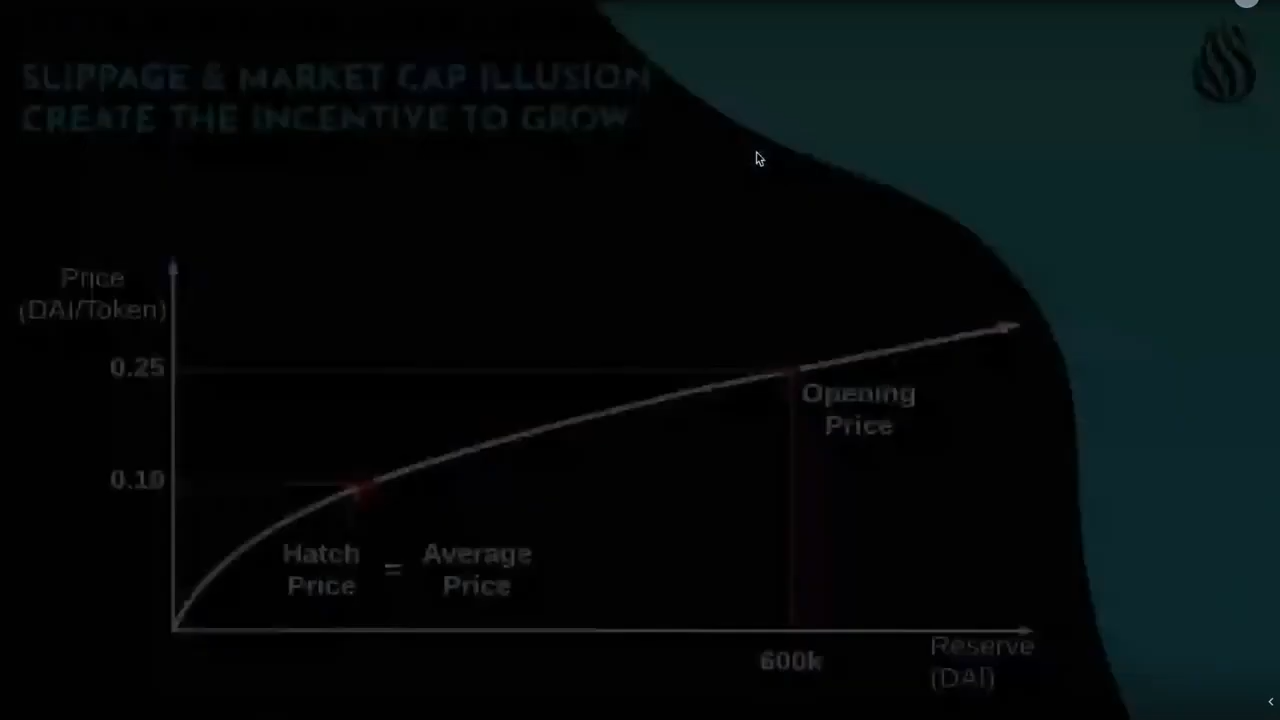 SLIPPAGE & MARKET CAP ILLUSION
CREATE THE INCENTIVE TO GROW
Price
(DAI/Token)
0.25
Opening
Price
0.10
Hatch
Price
=
Average
Price
600k
Reserve
(DAI)